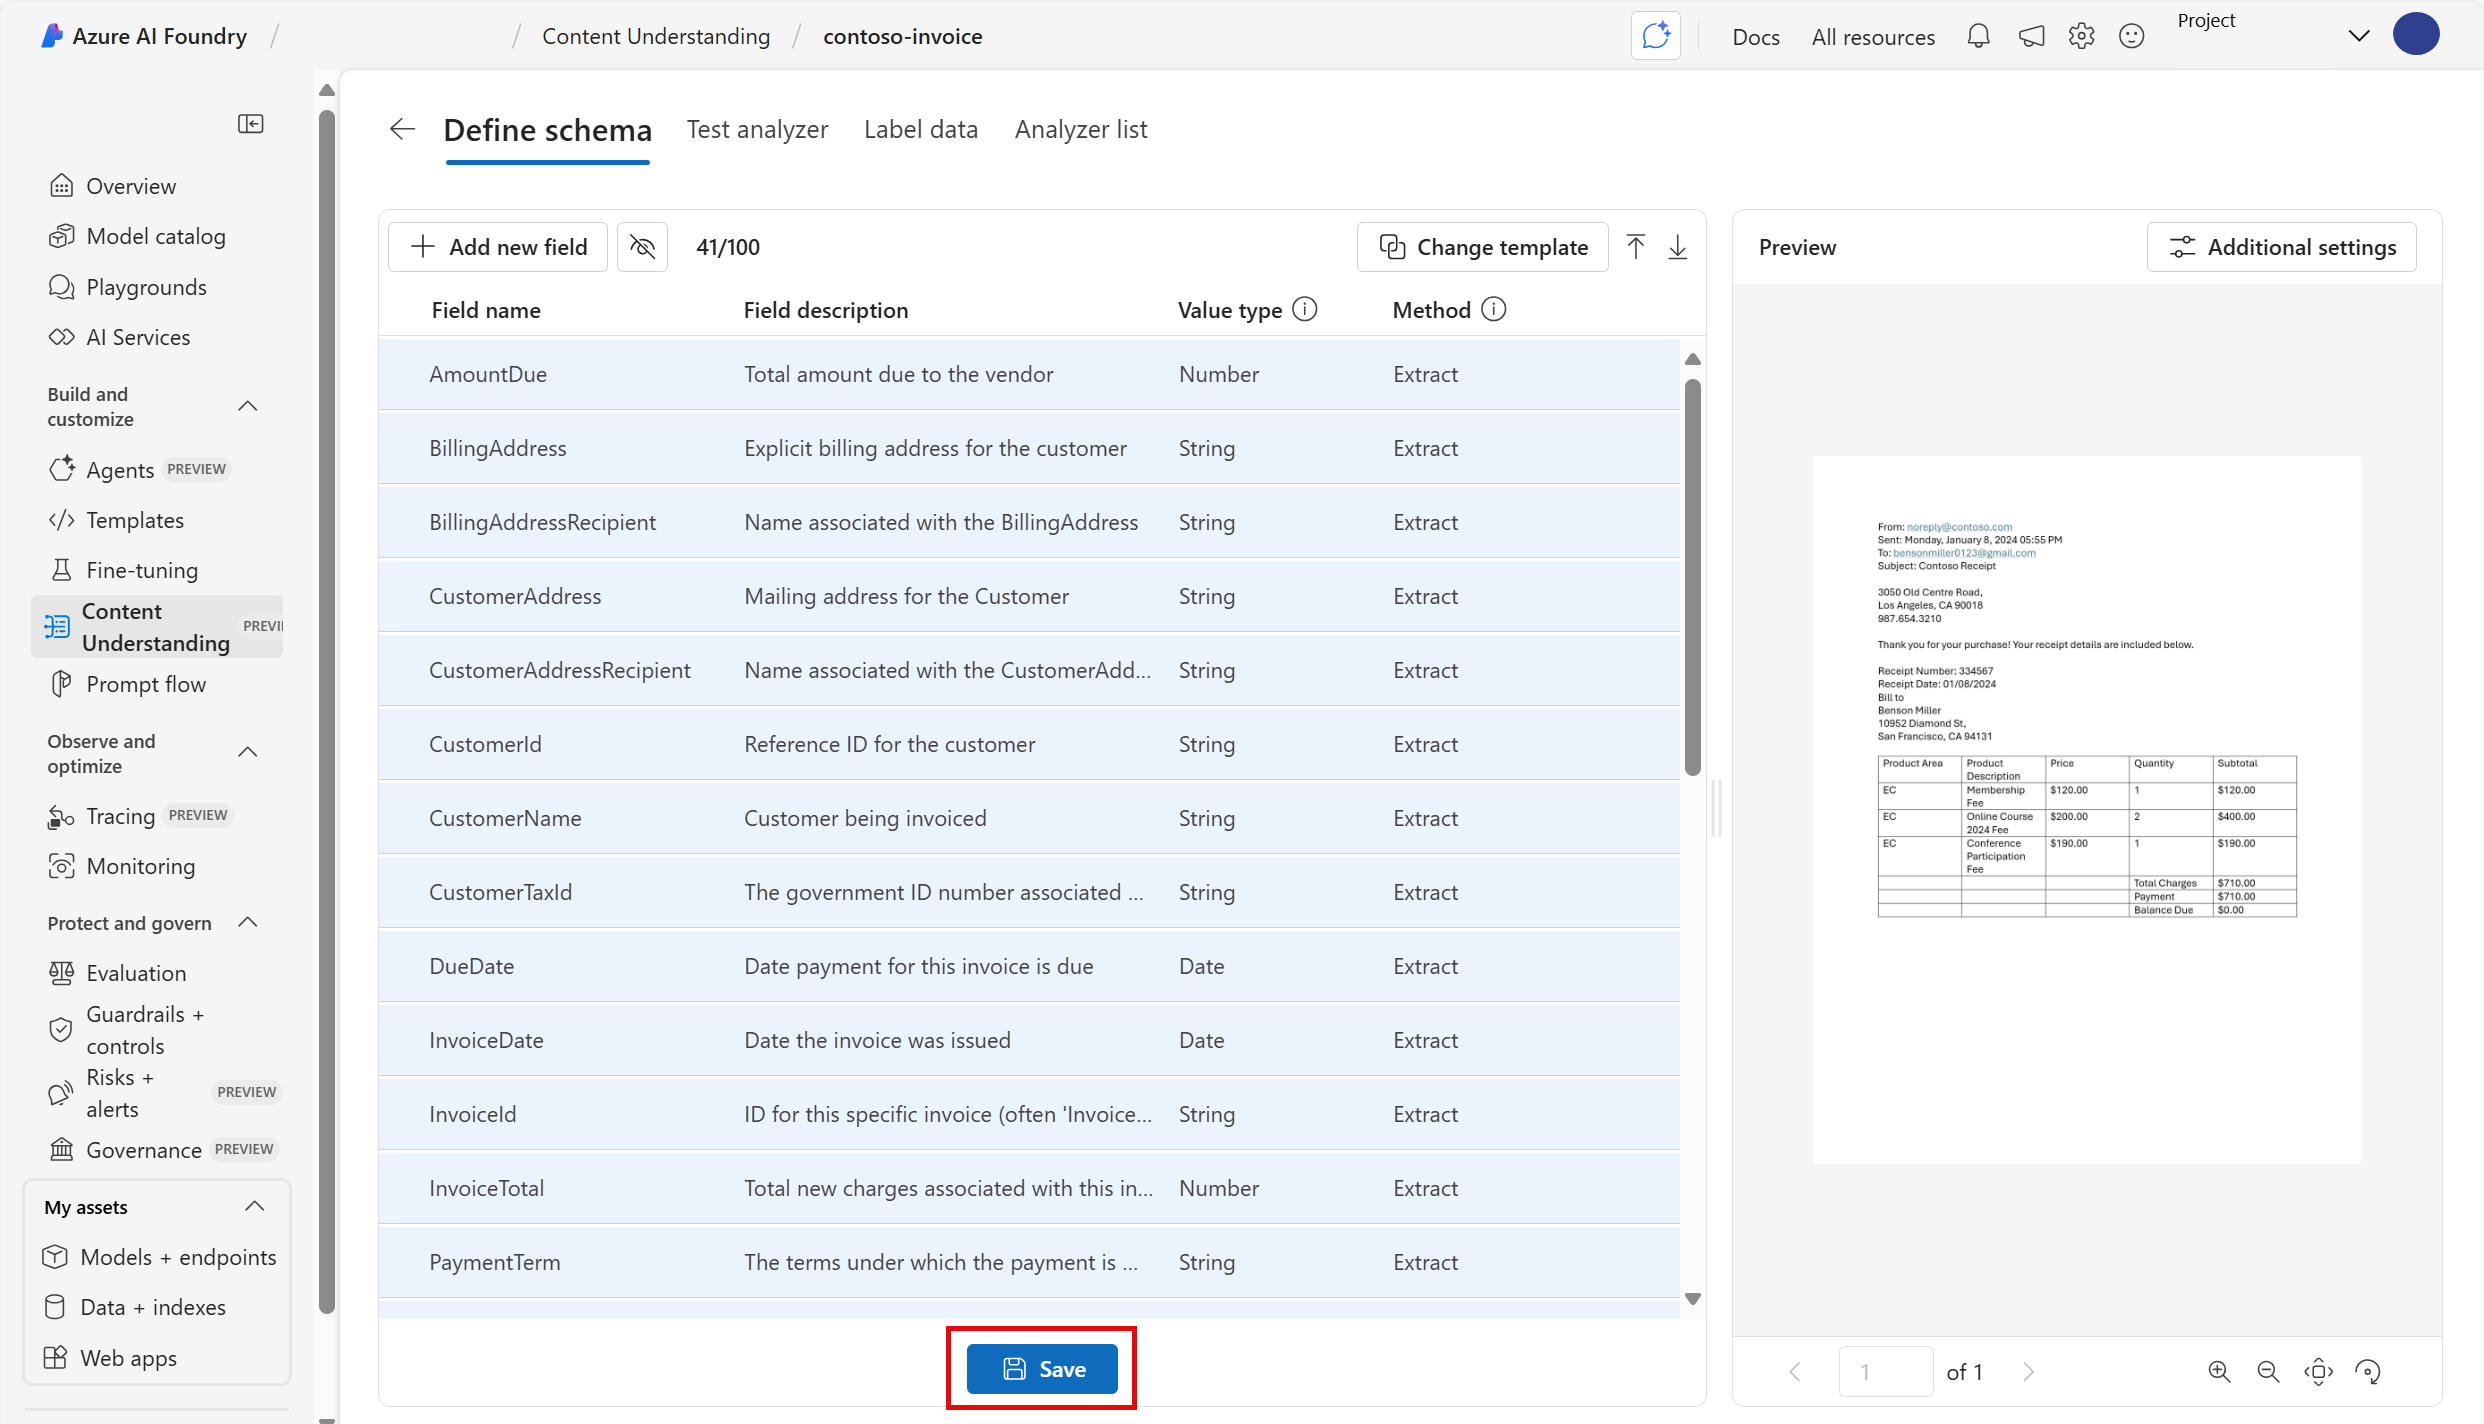 Azure AI Foundry / / Content Understanding / contoso-invoice
Docs All resources Project
Overview
Model catalog
Playgrounds
AI Services
Build and
customize
Agents PREVIEW
Templates
Fine-tuning
Content
Understanding PREVI
Prompt flow
Observe and
optimize
Tracing PREVIEW
Monitoring
Protect and govern
Evaluation
Guardrails +
controls
Risks +
alerts PREVIEW
Governance PREVIEW
My assets
Models + endpoints
Data + indexes
Web apps
Define schema Test analyzer Label data Analyzer list
Add new field 41/100 Change template
Field name Field description Value type Method
AmountDue Total amount due to the vendor Number Extract
BillingAddress Explicit billing address for the customer String Extract
BillingAddressRecipient Name associated with the BillingAddress String Extract
CustomerAddress Mailing address for the Customer String Extract
CustomerAddressRecipient Name associated with the CustomerAdd... String Extract
CustomerId Reference ID for the customer String Extract
CustomerName Customer being invoiced String Extract
CustomerTaxId The government ID number associated ... String Extract
DueDate Date payment for this invoice is due Date Extract
InvoiceDate Date the invoice was issued Date Extract
InvoiceId ID for this specific invoice (often 'Invoice... String Extract
InvoiceTotal Total new charges associated with this in... Number Extract
PaymentTerm The terms under which the payment is ... String Extract
Save
Preview Additional settings
From: noreply@contoso.com
Sent: Monday, January 8, 2024 05:55 PM
To: bensonmiller0123@gmail.com
Subject: Contoso Receipt
3050 Old Centre Road,
Los Angeles, CA 90018
987.654.3210
Thank you for your purchase! Your receipt details are included below.
Receipt Number: 334567
Receipt Date: 01/08/2024
Bill to
Benson Miller
10952 Diamond St,
San Francisco, CA 94131
Product Area Product Description Price Quantity Subtotal
EC Membership Fee $120.00 1 $120.00
EC Online Course 2024 Fee $200.00 2 $400.00
EC Conference Participation Fee $190.00 1 $190.00
Total Charges $710.00
Payment $710.00
Balance Due $0.00
1 of 1